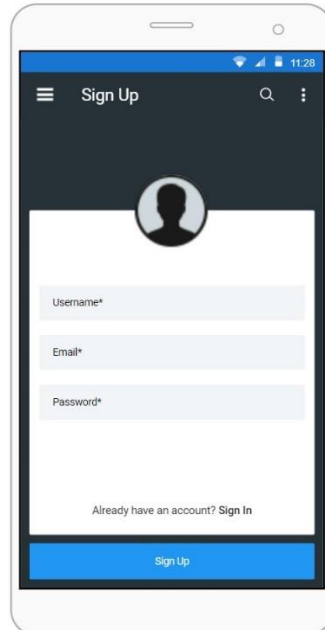 11:28
Sign Up
Username*
Email*
Password*
Already have an account? Sign In
Sign Up